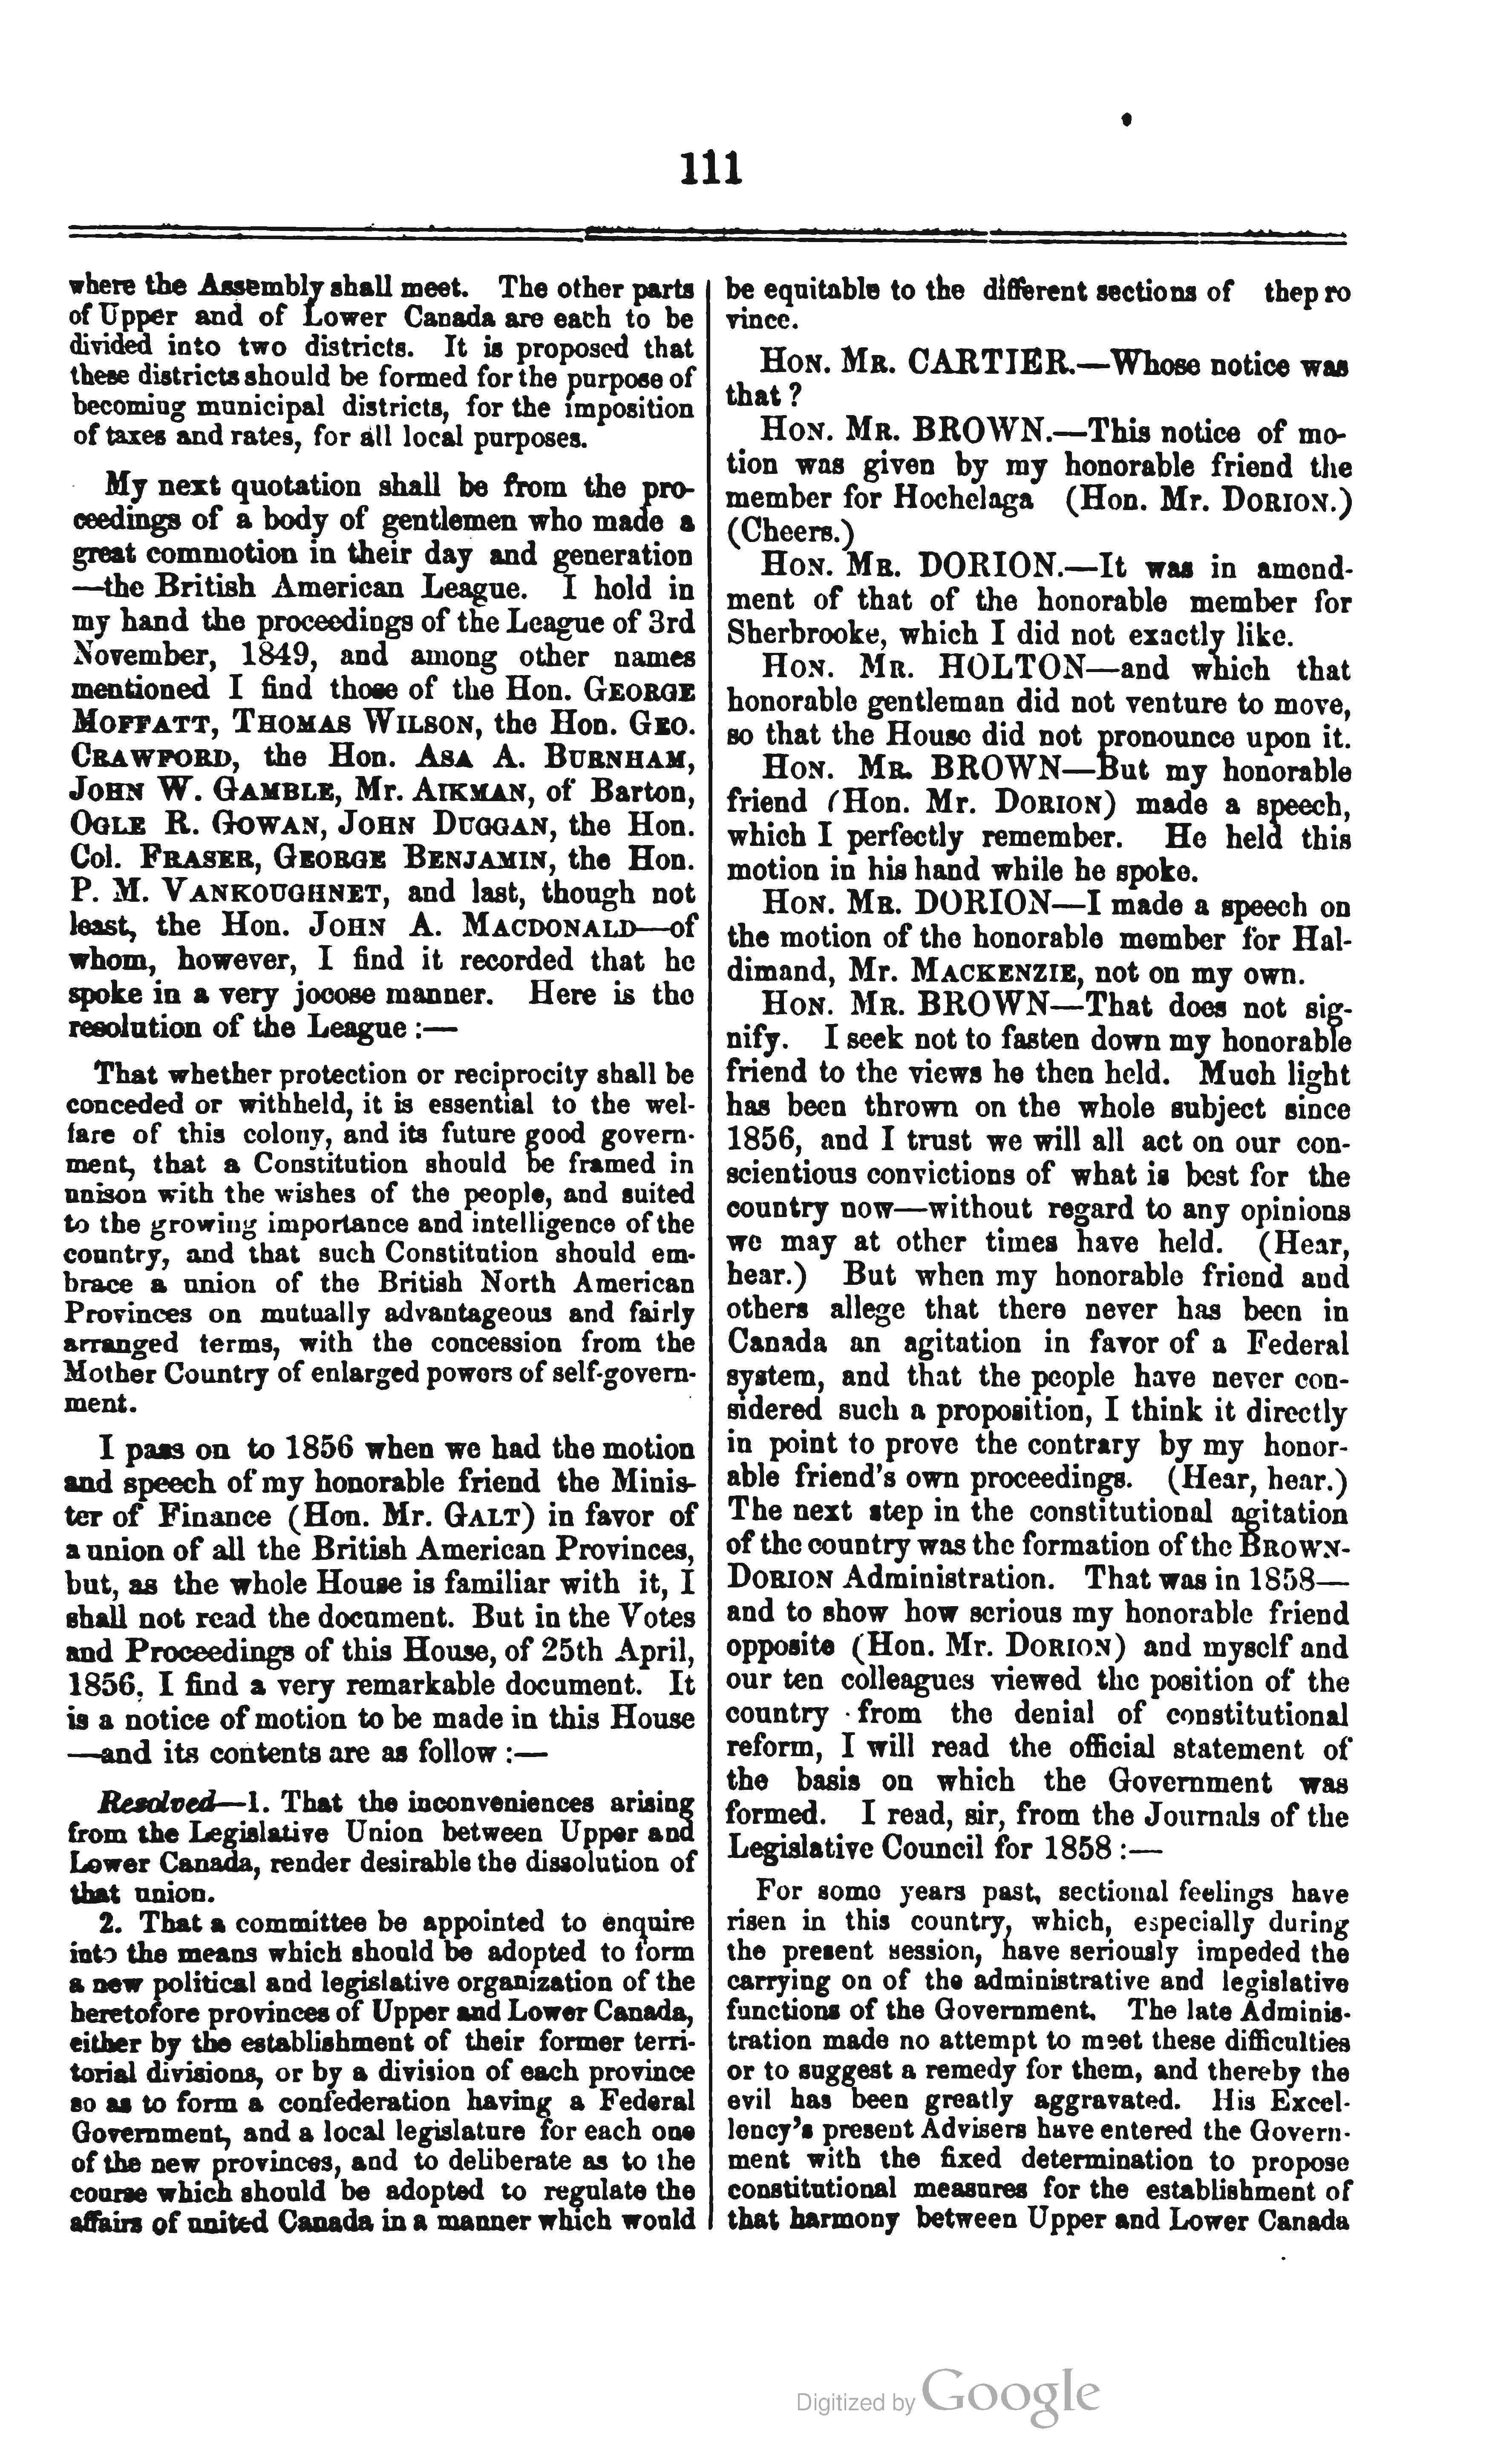 111
where the Assembly shall meet. The other parts
of Upper and of Lower Canada are each to be
divided into two districts. It is proposed that
these districts should be formed for the purpose of
becoming municipal districts, for the imposition
of taxes and rates, for all local purposes.
My next quotation shall be from the pro-
ceedings of a body of gentlemen who made a
great commotion in their day and generation
—the British American League. I hold in
my hand the proceedings of the League of 3rd
November, 1849, and among other names
mentioned I find those of the Hon. GEORGE
MOFFATT, THOMAS WILSON, the Hon. GEO.
CRAWFORD, the Hon. ASA A. BURNHAM,
JOHN W. GAMBLE, Mr. AIKMAN, of Barton,
OGLE R. GOWAN, JOHN DUGGAN, the Hon.
Col. FRASER, GEORGE BENJAMIN, the Hon.
P. M. VANKOUGHNET, and last, though not
least, the Hon. JOHN A. MACDONALD—of
whom, however, I find it recorded that he
spoke in a very jocose manner. Here is the
resolution of the League :—
That whether protection or reciprocity shall be
conceded or withheld, it is essential to the wel-
fare of this colony, and its future good govern-
ment, that a Constitution should be framed in
unison with the wishes of the people, and suited
to the growing importance and intelligence of the
country, and that such Constitution should em-
brace a union of the British North American
Provinces on mutually advantageous and fairly
arranged terms, with the concession from the
Mother Country of enlarged powers of self-govern-
ment.
I pass on to 1856 when we had the motion
and speech of my honorable friend the Minis-
ter of Finance (Hon. Mr. GALT) in favor of
a union of all the British American Provinces,
but, as the whole House is familiar with it, I
shall not read the document. But in the Votes
and Proceedings of this House, of 25th April,
1856, I find a very remarkable document. It
is a notice of motion to be made in this House
—and its contents are as follow :—
Resolved—1. That the inconveniences arising
from the Legislative Union between Upper and
Lower Canada, render desirable the dissolution of
that union.
2. That a committee be appointed to enquire
into the means which should be adopted to form
a new political and legislative organization of the
heretofore provinces of Upper and Lower Canada,
either by the establishment of their former terri-
torial divisions, or by a division of each province
so as to form a confederation having a Federal
Government, and a local legislature for each one
of the new provinces, and to deliberate as to the
course which should be adopted to regulate the
affairs of united Canada in a manner which would
be equitable to the different sections of thep ro
vince.
HON. MR. CARTIER.—Whose notice was
that ?
HON. MR. BROWN.—This notice of mo-
tion was given by my honorable friend the
member for Hochelaga (Hon. Mr. DORION.)
(Cheers.)
HON. MR. DORION.—It was in amend-
ment of that of the honorable member for
Sherbrooke, which I did not exactly like.
HON. MR. HOLTON—and which that
honorable gentleman did not venture to move,
so that the House did not pronounce upon it.
HON. MR. BROWN—But my honorable
friend (Hon. Mr. DORION) made a speech,
which I perfectly remember. He held this
motion in his hand while he spoke.
HON. MR. DORION—I made a speech on
the motion of the honorable member for Hal-
dimand, Mr. MACKENZIE, not on my own.
HON. MR. BROWN—That does not sig-
nify. I seek not to fasten down my honorable
friend to the views he then held. Much light
has been thrown on the whole subject since
1856, and I trust we will all act on our con-
scientious convictions of what is best for the
country now—without regard to any opinions
we may at other times have held. (Hear,
hear.) But when my honorable friend and
others allege that there never has been in
Canada an agitation in favor of a Federal
system, and that the people have never con-
sidered such a proposition, I think it directly
in point to prove the contrary by my honor-
able friend's own proceedings. (Hear, hear.)
The next step in the constitutional agitation
of the country was the formation of the BROWN-
DORION Administration. That was in 1858—
and to show how serious my honorable friend
opposite (Hon. Mr. DORION) and myself and
our ten colleagues viewed the position of the
country from the denial of constitutional
reform, I will read the official statement of
the basis on which the Government was
formed. I read, sir, from the Journals of the
Legislative Council for 1858 :—
For some years past, sectional feelings have
risen in this country, which, especially during
the present session, have seriously impeded the
carrying on of the administrative and legislative
functions of the Government. The late Adminis-
tration made no attempt to meet these difficulties
or to suggest a remedy for them, and thereby the
evil has been greatly aggravated. His Excel-
lency's present Advisers have entered the Govern-
ment with the fixed determination to propose
constitutional measures for the establishment of
that harmony between Upper and Lower Canada
Digitized by Google